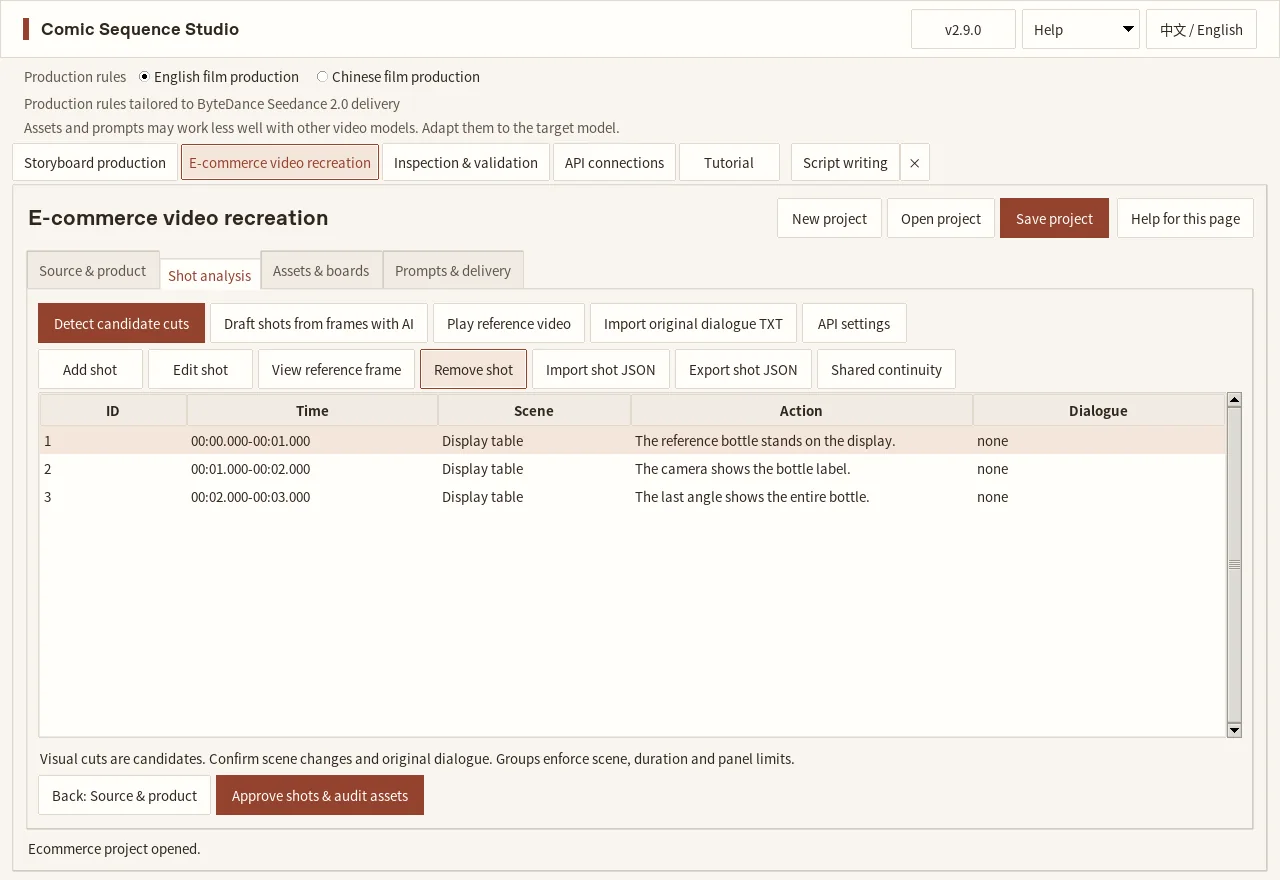 Comic Sequence Studio
v2.9.0
Help
中文 / English
Production rules
English film production
Chinese film production
Production rules tailored to ByteDance Seedance 2.0 delivery
Assets and prompts may work less well with other video models. Adapt them to the target model.
Storyboard production
E-commerce video recreation
Inspection & validation
API connections
Tutorial
Script writing
×
E-commerce video recreation
New project
Open project
Save project
Help for this page
Source & product
Shot analysis
Assets & boards
Prompts & delivery
Detect candidate cuts
Draft shots from frames with AI
Play reference video
Import original dialogue TXT
API settings
Add shot
Edit shot
View reference frame
Remove shot
Import shot JSON
Export shot JSON
Shared continuity
ID Time Scene Action Dialogue
1 00:00.000-00:01.000 Display table The reference bottle stands on the display. none
2 00:01.000-00:02.000 Display table The camera shows the bottle label. none
3 00:02.000-00:03.000 Display table The last angle shows the entire bottle. none
Visual cuts are candidates. Confirm scene changes and original dialogue. Groups enforce scene, duration and panel limits.
Back: Source & product
Approve shots & audit assets
Ecommerce project opened.